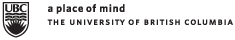 UBC
a place of mind
THE UNIVERSITY OF BRITISH COLUMBIA